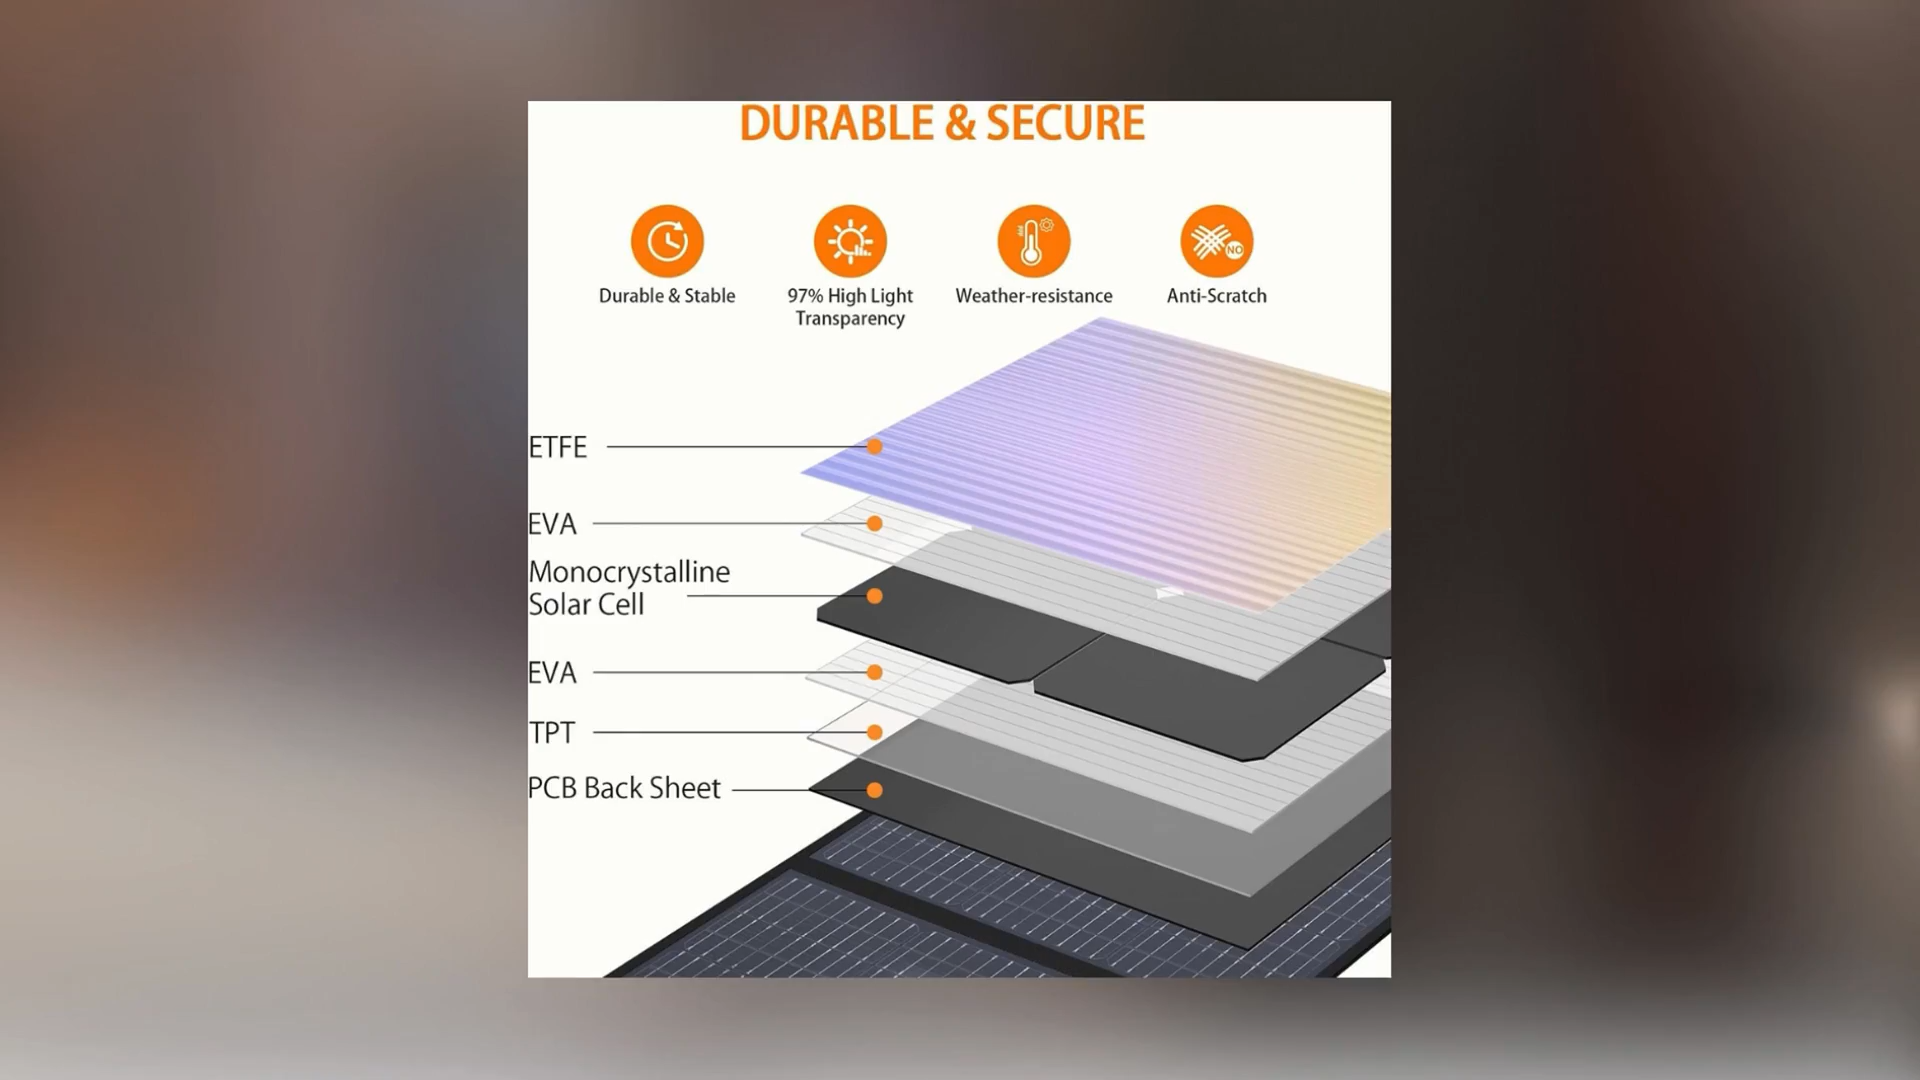 DURABLE & SECURE
NO
Durable & Stable
97% High Light
Transparency
Weather-resistance
Anti-Scratch
ETFE
EVA
Monocrystalline
Solar Cell
EVA
TPT
PCB Back Sheet